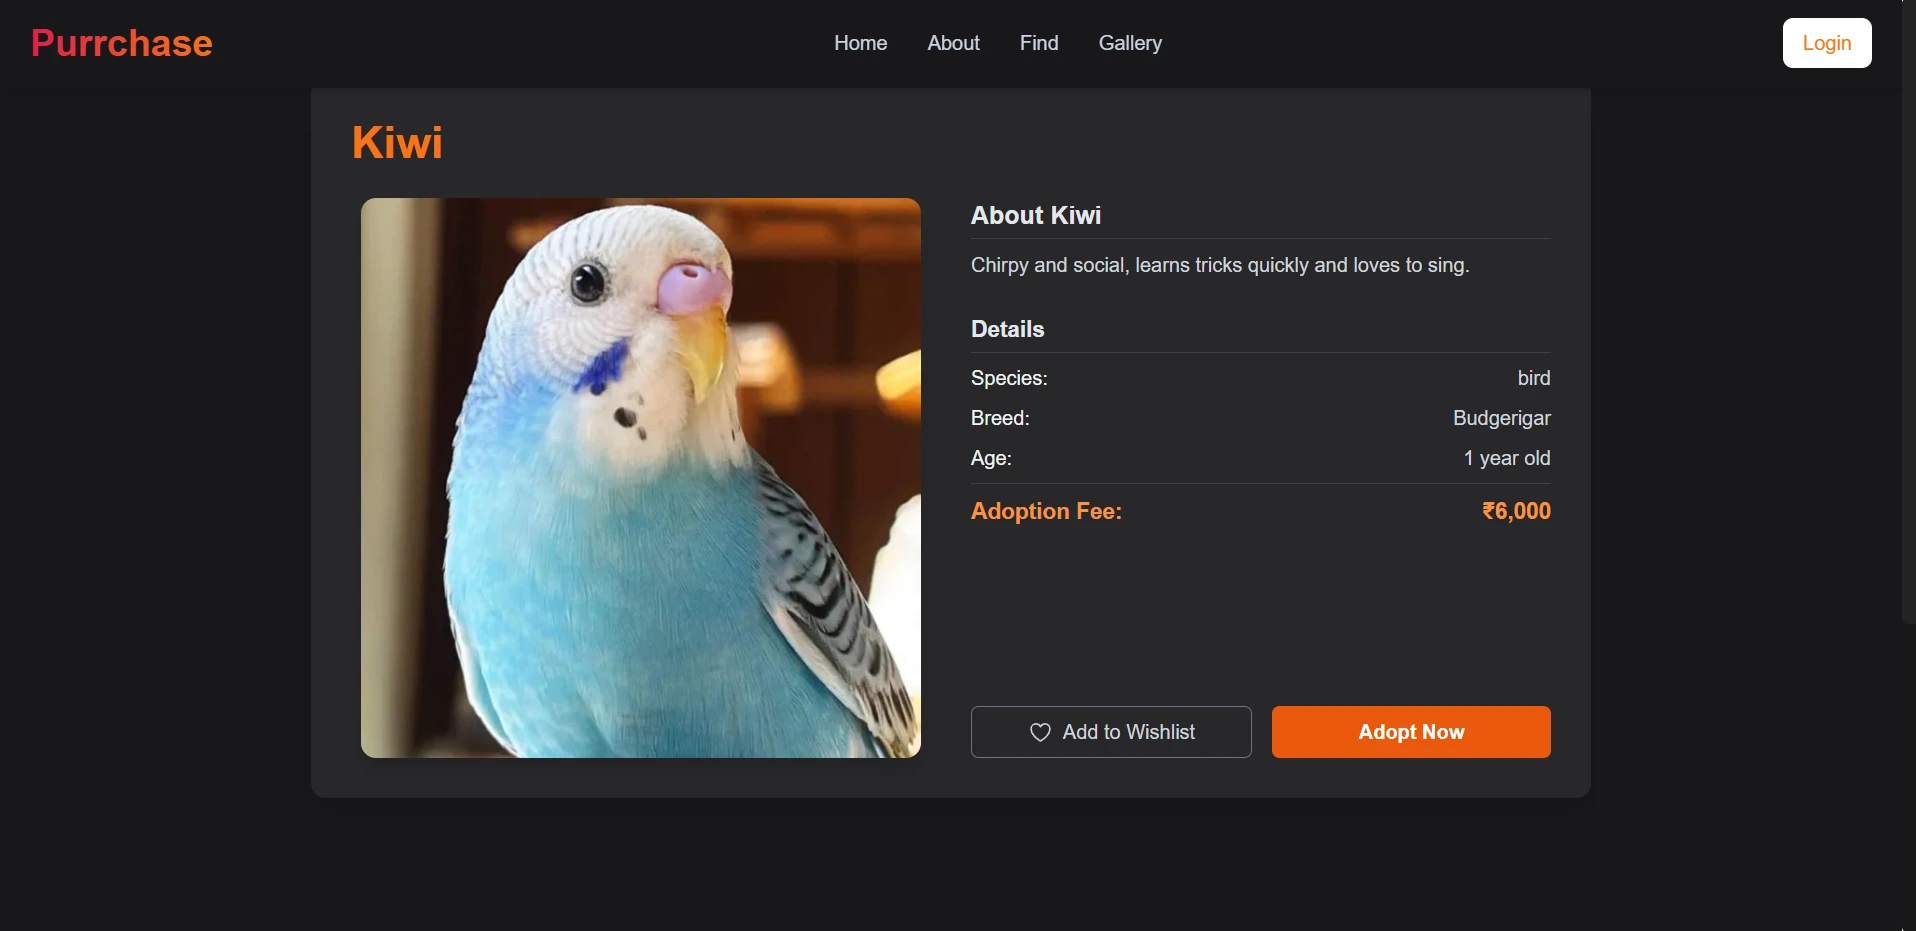 Purrchase
Home About Find Gallery
Login
Kiwi
About Kiwi
Chirpy and social, learns tricks quickly and loves to sing.
Details
Species: bird
Breed: Budgerigar
Age: 1 year old
Adoption Fee: ₹6,000
Add to Wishlist
Adopt Now